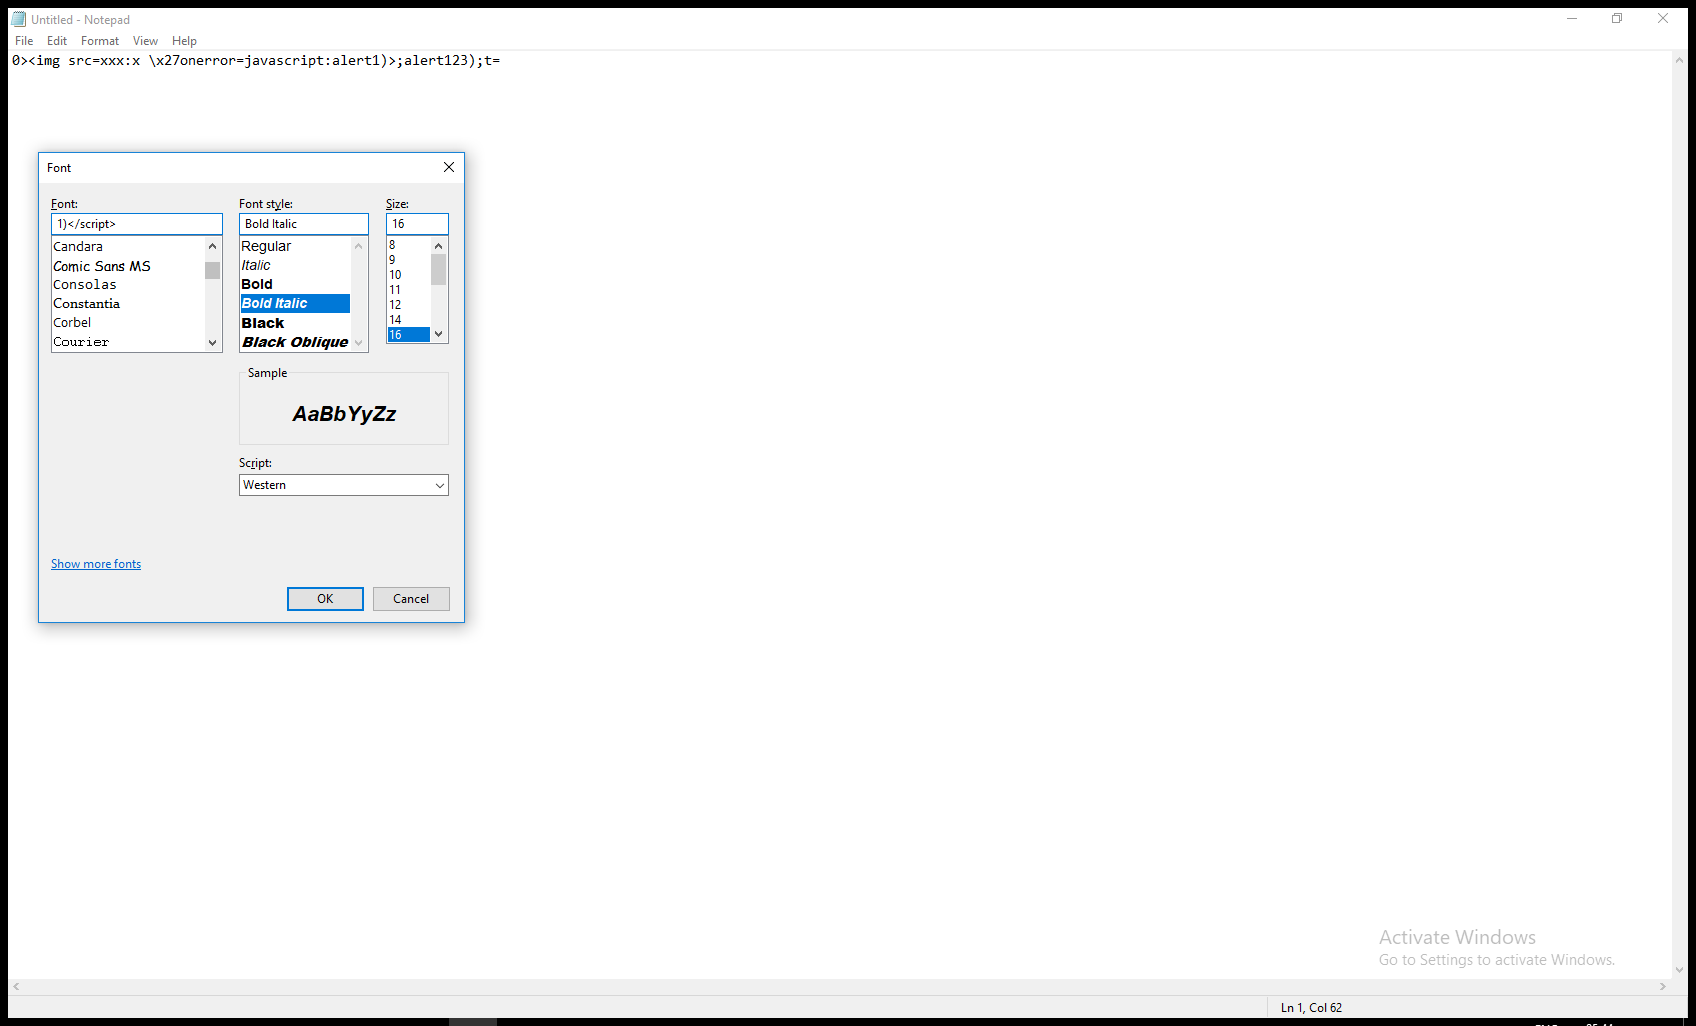 Untitled - Notepad
File Edit Format View Help
0><img src=xxx:x \x27onerror=javascript:alert1)>;alert123);t=
Font
Font: Font style: Size:
1)</script> Bold Italic 16
Candara
Comic Sans MS
Consolas
Constantia
Corbel
Courier
Regular
Italic
Bold
Bold Italic
Black
Black Oblique
8
9
10
11
12
14
16
Sample
AaBbYyZz
Script:
Western
Show more fonts
OK Cancel
Activate Windows
Go to Settings to activate Windows.
Ln 1, Col 62